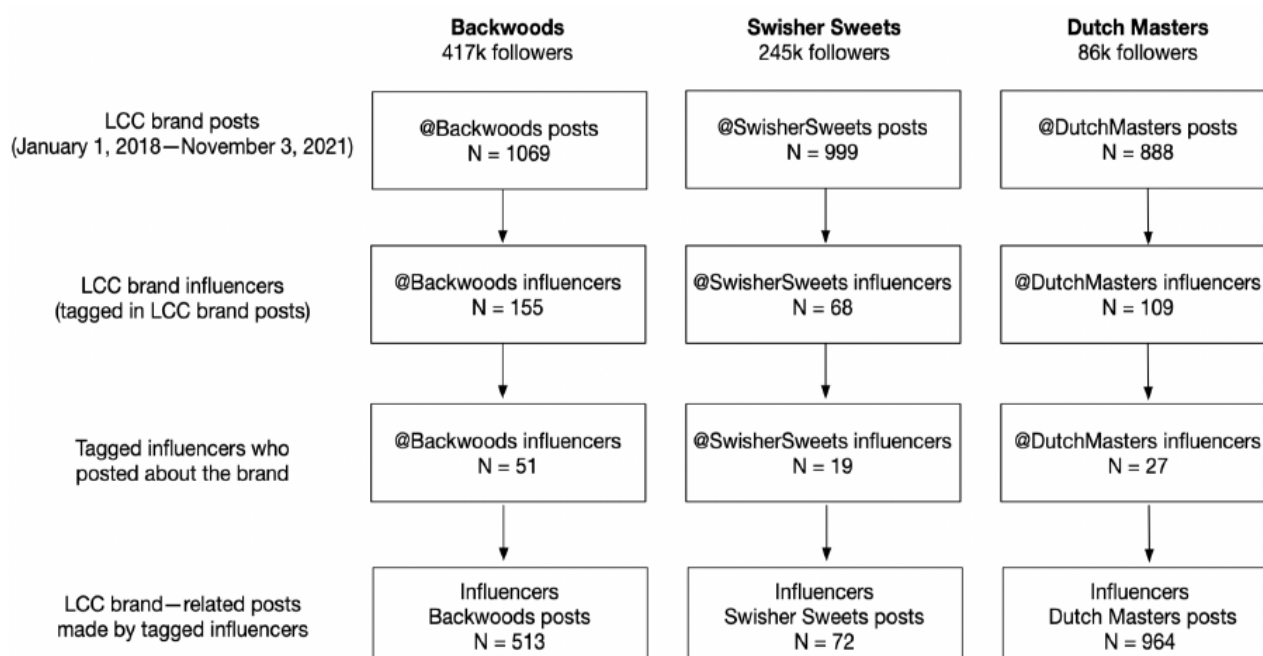 Backwoods
417k followers
Swisher Sweets
245k followers
Dutch Masters
86k followers
LCC brand posts
(January 1, 2018—November 3, 2021)
@Backwoods posts
N = 1069
@SwisherSweets posts
N = 999
@DutchMasters posts
N = 888
LCC brand influencers
(tagged in LCC brand posts)
@Backwoods influencers
N = 155
@SwisherSweets influencers
N = 68
@DutchMasters influencers
N = 109
Tagged influencers who
posted about the brand
@Backwoods influencers
N = 51
@SwisherSweets influencers
N = 19
@DutchMasters influencers
N = 27
LCC brand—related posts
made by tagged influencers
Influencers
Backwoods posts
N = 513
Influencers
Swisher Sweets posts
N = 72
Influencers
Dutch Masters posts
N = 964